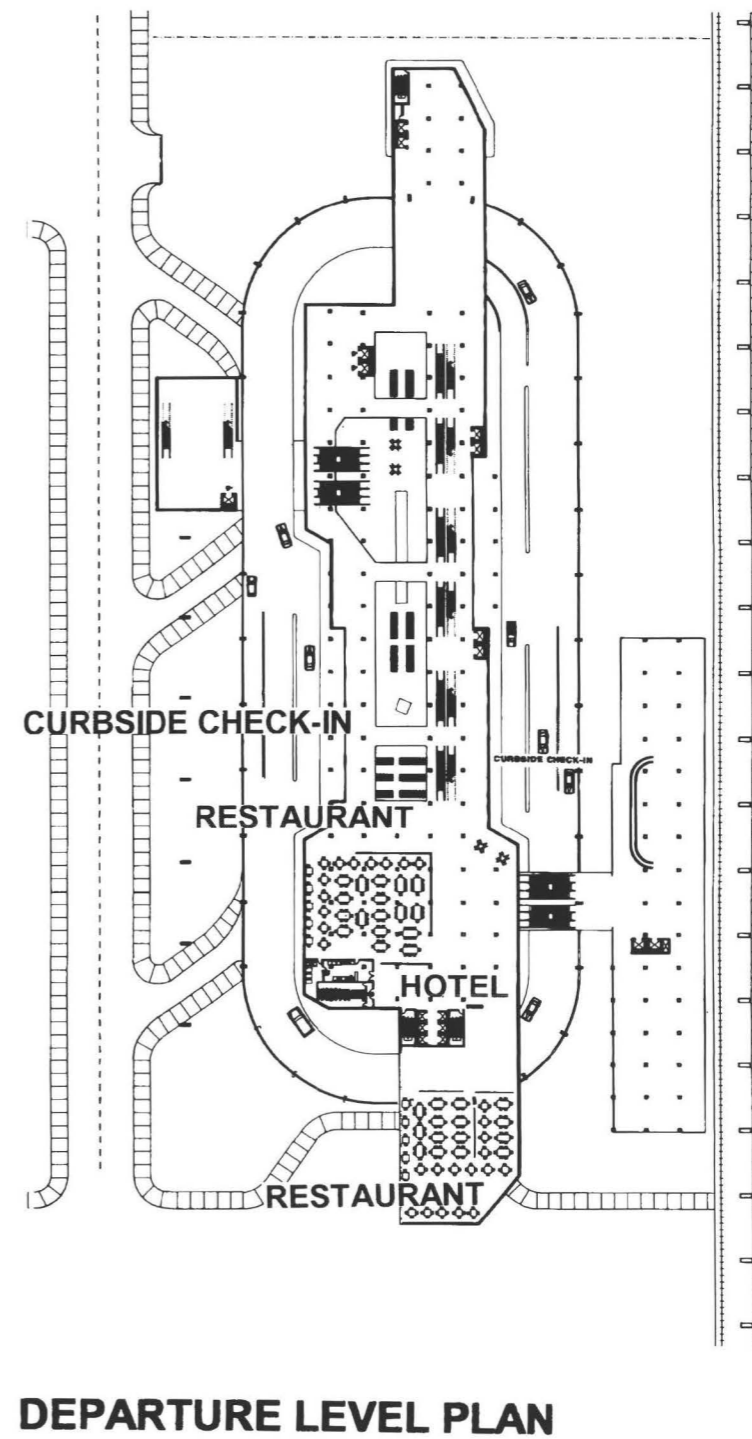 CURBSIDE CHECK-IN
CURBSIDE CHECK-IN
RESTAURANT
HOTEL
RESTAURANT
DEPARTURE LEVEL PLAN